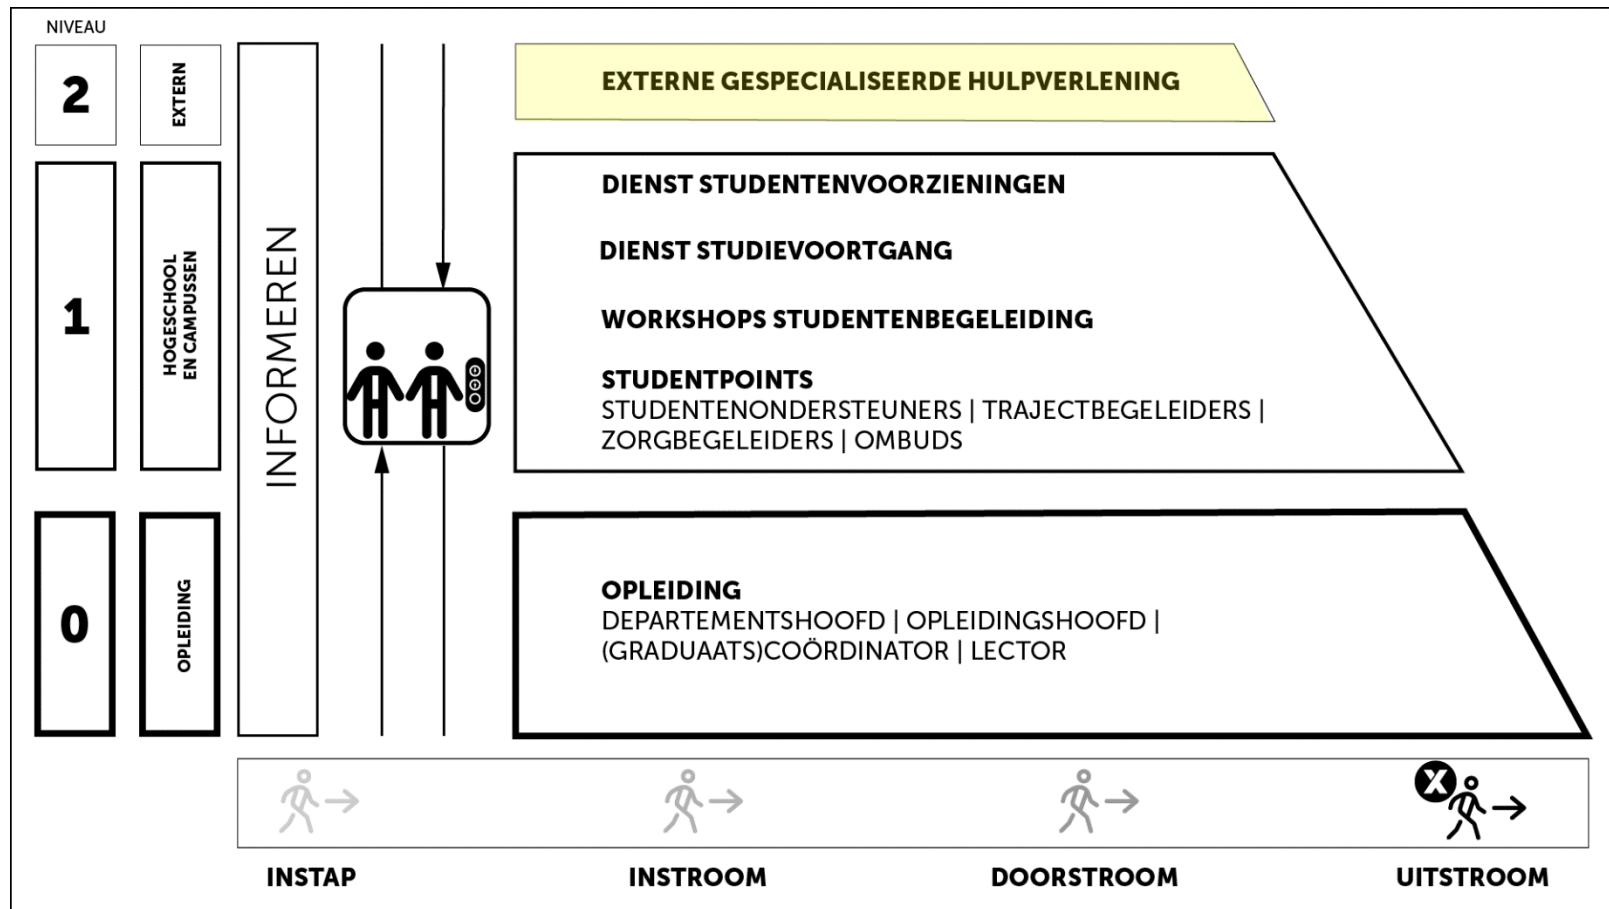 NIVEAU
2
EXTERN
EXTERNE GESPECIALISEERDE HULPVERLENING
1
HOGESCHOOL
EN CAMPUSSEN
INFORMEREN
DIENST STUDENTENVOORZIENINGEN
DIENST STUDIEVOORTGANG
WORKSHOPS STUDENTENBEGELEIDING
STUDENTPOINTS
STUDENTENONDERSTEUNERS | TRAJECTBEGELEIDERS |
ZORGBEGELEIDERS | OMBUDS
0
OPLEIDING
OPLEIDING
DEPARTEMENTSHOOFD | OPLEIDINGSHOOFD |
(GRADUAATS)COÖRDINATOR | LECTOR
X
INSTAP
INSTROOM
DOORSTROOM
UITSTROOM